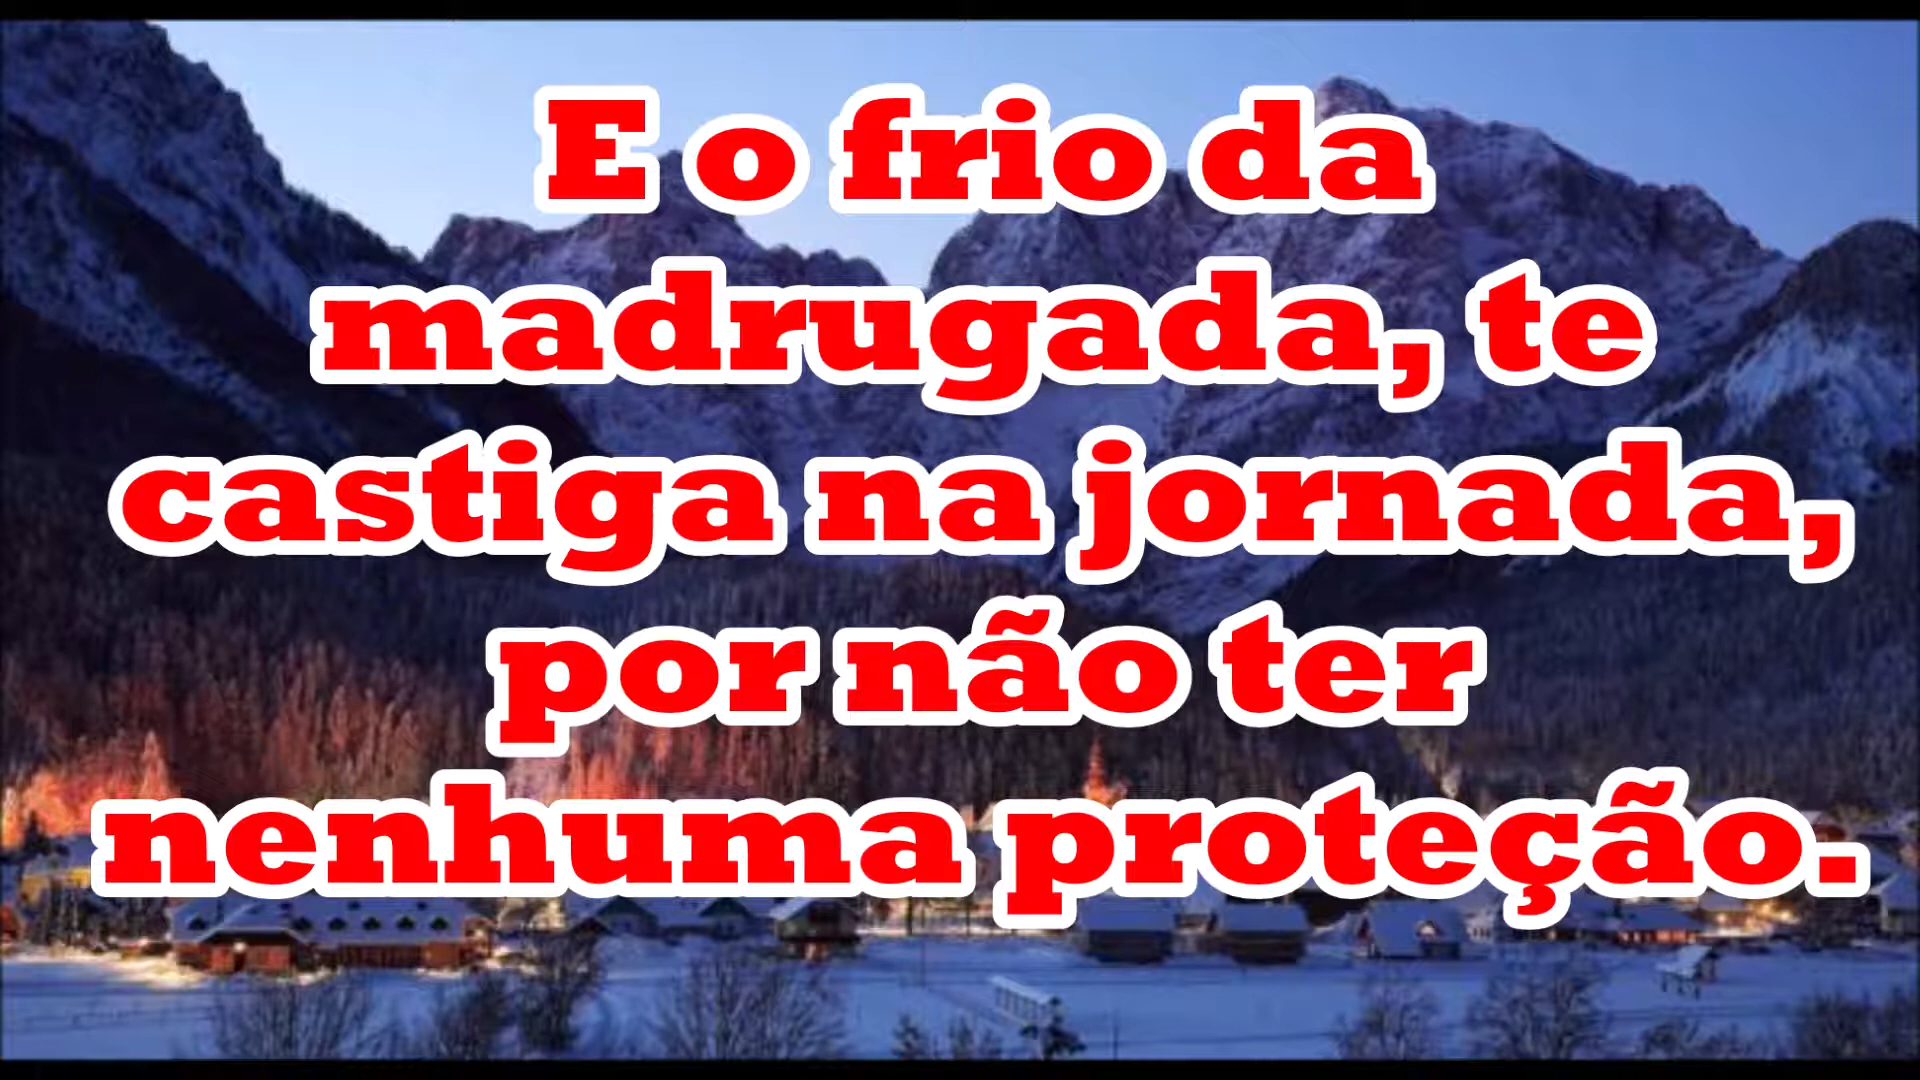 E o frio da
madrugada, te
castiga na jornada,
por não ter
nenhuma proteção.